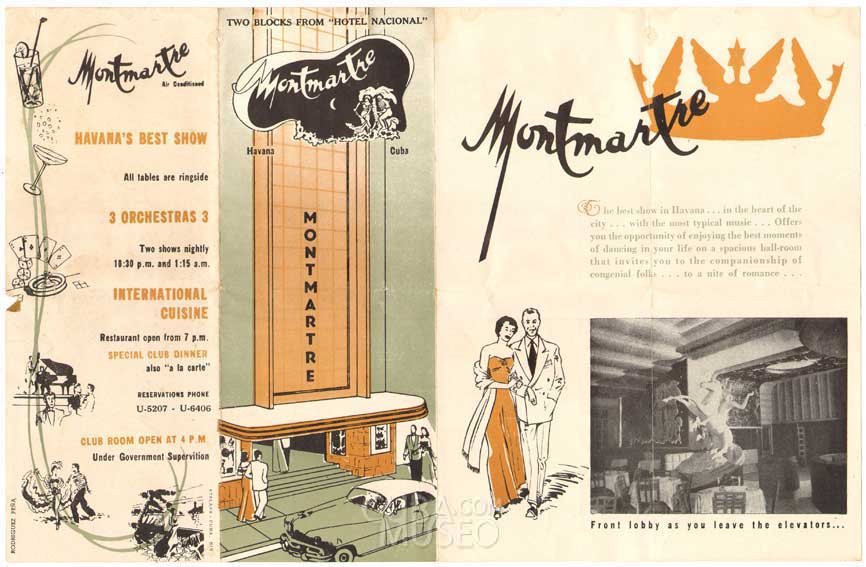 Montmartre
Air Conditioned
HAVANA'S BEST SHOW
All tables are ringside
3 ORCHESTRAS 3
Two shows nightly
10:30 p.m. and 1:15 a.m.
INTERNATIONAL
CUISINE
Restaurant open from 7 p.m.
SPECIAL CLUB DINNER
also "a la carte"
RESERVATIONS PHONE
U-5207 - U-6406
CLUB ROOM OPEN AT 4 P.M.
Under Government Supervition
RODRIGUEZ PEÑA
TWO BLOCKS FROM "HOTEL NACIONAL"
Montmartre
Havana
Cuba
MONTMARTRE
Montmartre
The best show in Havana . . . in the heart of the
city . . . with the most typical music . . . Offers
you the opportunity of enjoying the best moments
of dancing in your life on a spacious ball-room
that invites you to the companionship of
congenial folks . . . to a nite of romance . . .
MUSEO
Front lobby as you leave the elevators...